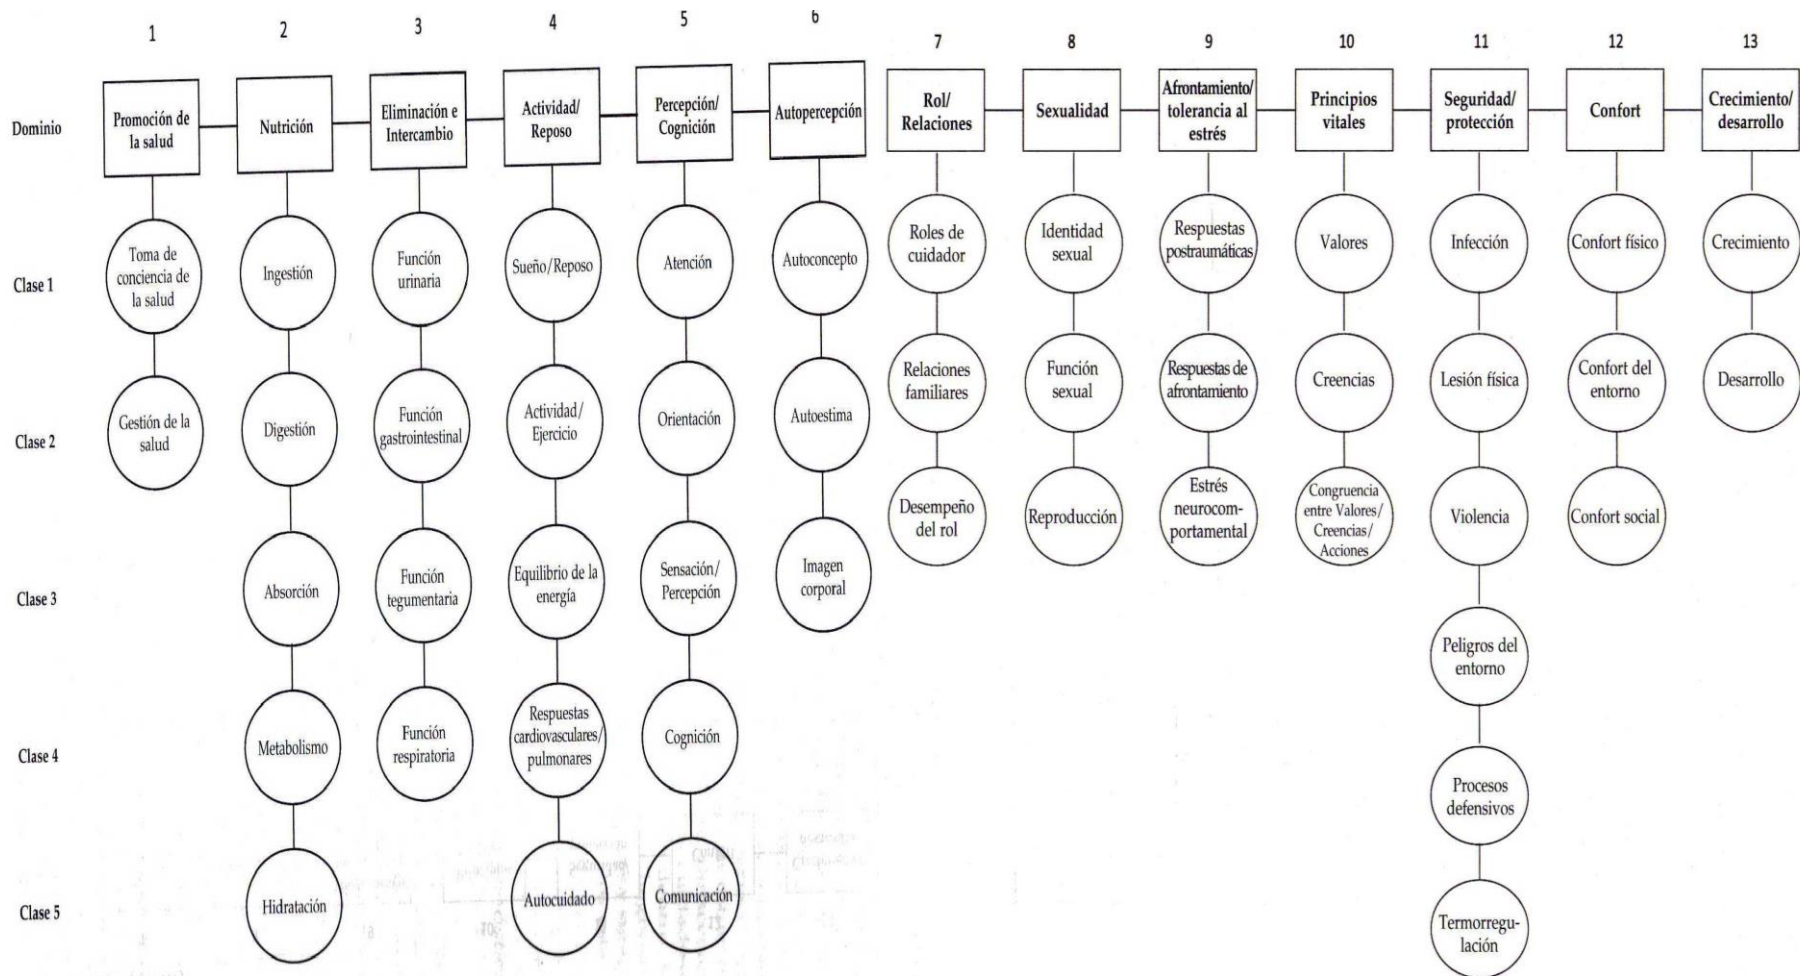 1
2
3
4
5
6
7
8
9
10
11
12
13
Dominio
Promoción de
la salud
Nutrición
Eliminación e
Intercambio
Actividad/
Reposo
Percepción/
Cognición
Autopercepción
Rol/
Relaciones
Sexualidad
Afrontamiento/
tolerancia al
estrés
Principios
vitales
Seguridad/
protección
Confort
Crecimiento/
desarrollo
Clase 1
Toma de
conciencia de
la salud
Ingestión
Función
urinaria
Sueño/Reposo
Atención
Autoconcepto
Roles de
cuidador
Identidad
sexual
Respuestas
postraumáticas
Valores
Infección
Confort físico
Crecimiento
Clase 2
Gestión de la
salud
Digestión
Función
gastrointestinal
Actividad/
Ejercicio
Orientación
Autoestima
Relaciones
familiares
Función
sexual
Respuestas de
afrontamiento
Creencias
Lesión física
Confort del
entorno
Desarrollo
Clase 3
Absorción
Función
tegumentaria
Equilibrio de la
energía
Sensación/
Percepción
Imagen
corporal
Desempeño
del rol
Reproducción
Estrés
neurocom-
portamental
Congruencia
entre Valores/
Creencias/
Acciones
Violencia
Confort social
Clase 4
Metabolismo
Función
respiratoria
Respuestas
cardiovasculares/
pulmonares
Cognición
Peligros del
entorno
Clase 5
Hidratación
Autocuidado
Comunicación
Procesos
defensivos
Termorregu-
lación